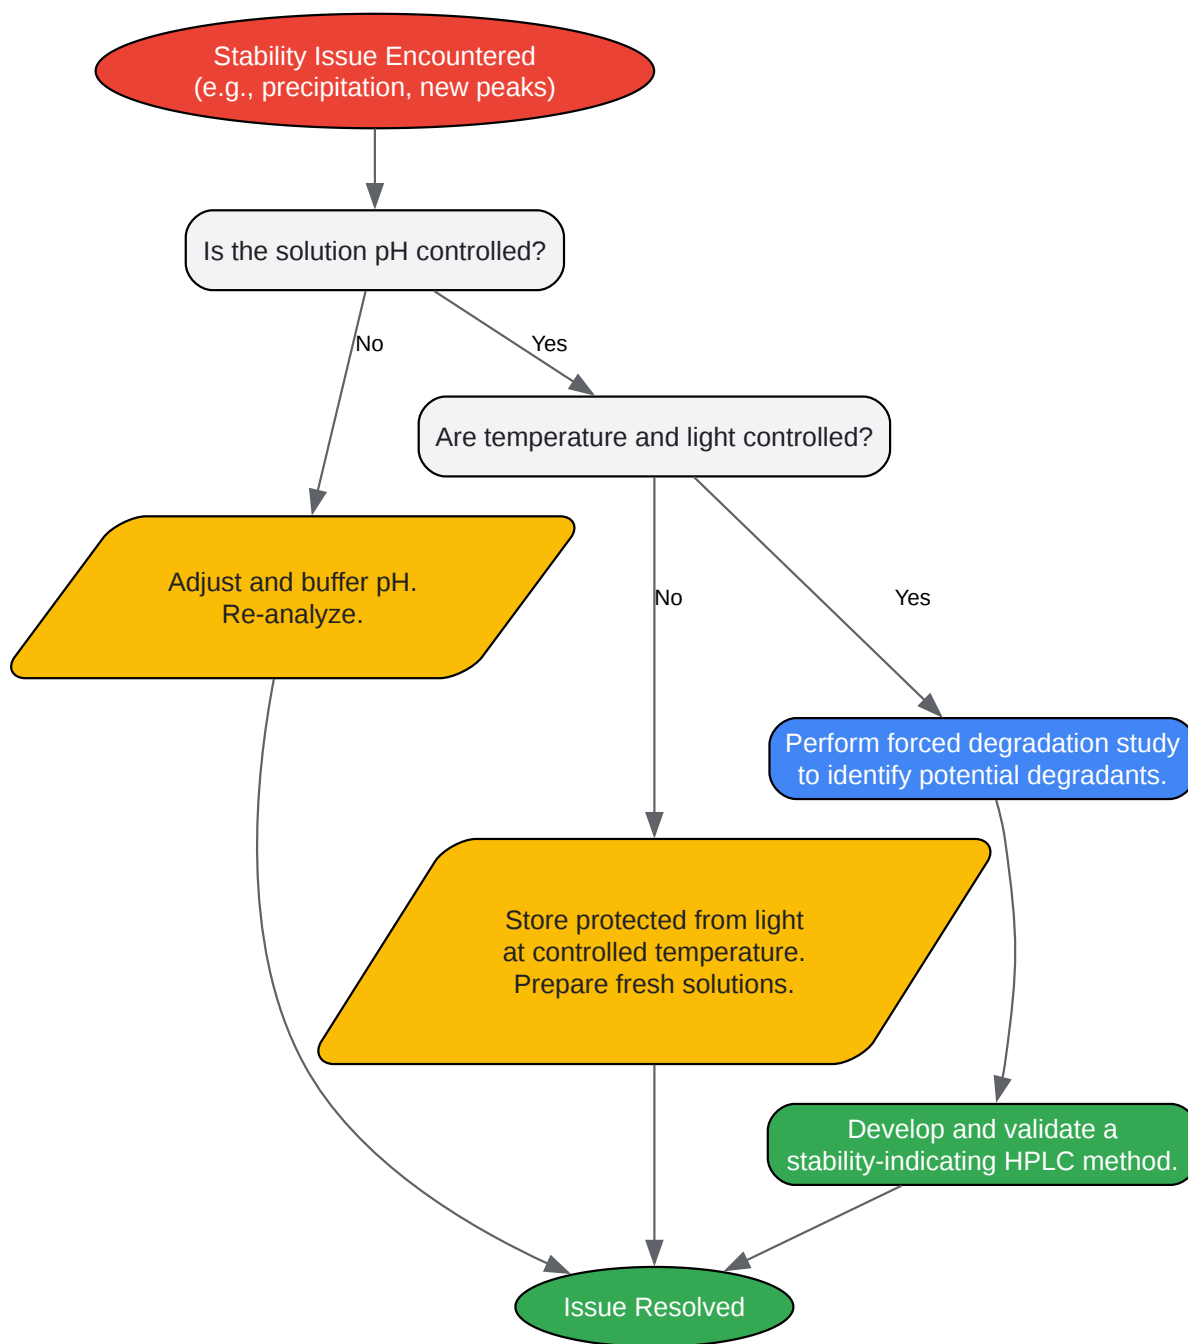 Stability Issue Encountered
(e.g., precipitation, new peaks)
Is the solution pH controlled?
No
Yes
Are temperature and light controlled?
Adjust and buffer pH.
Re-analyze.
No
Yes
Perform forced degradation study
to identify potential degradants.
Store protected from light
at controlled temperature.
Prepare fresh solutions.
Develop and validate a
stability-indicating HPLC method.
Issue Resolved